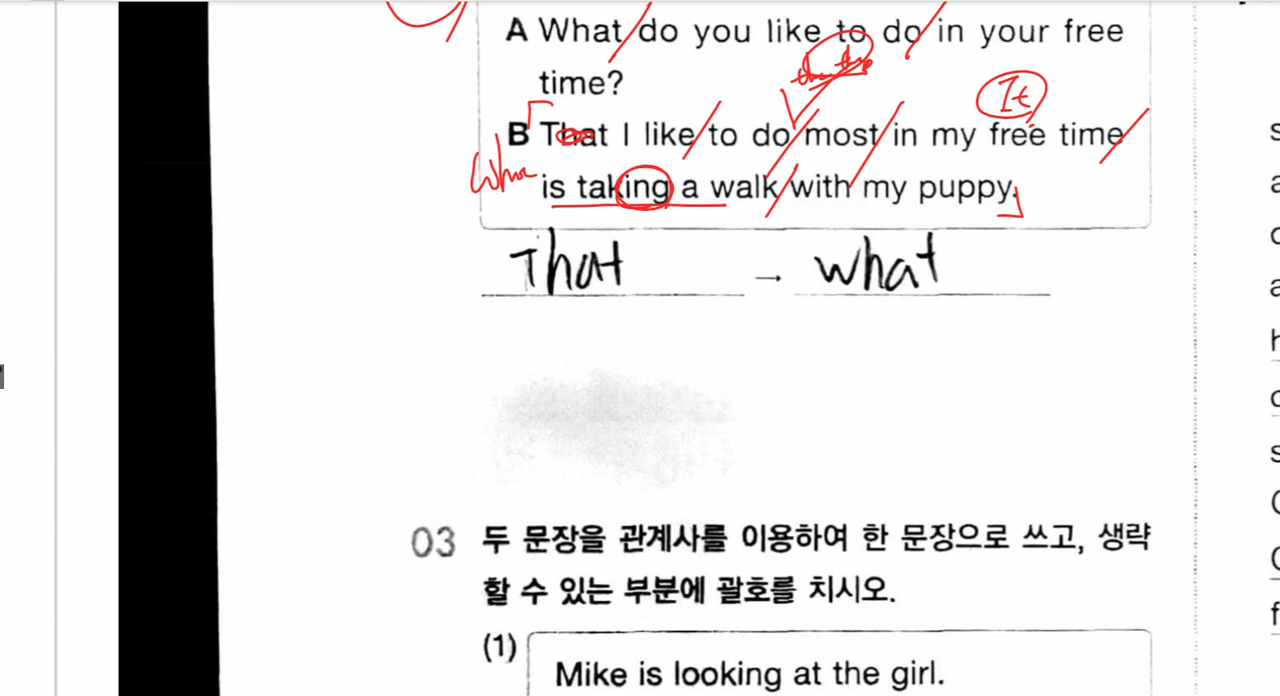 A What do you like to do in your free
time?
It
B That I like to do most in my free time
is taking a walk with my puppy.
That → what
03 두 문장을 관계사를 이용하여 한 문장으로 쓰고, 생략
할 수 있는 부분에 괄호를 치시오.
(1)
Mike is looking at the girl.